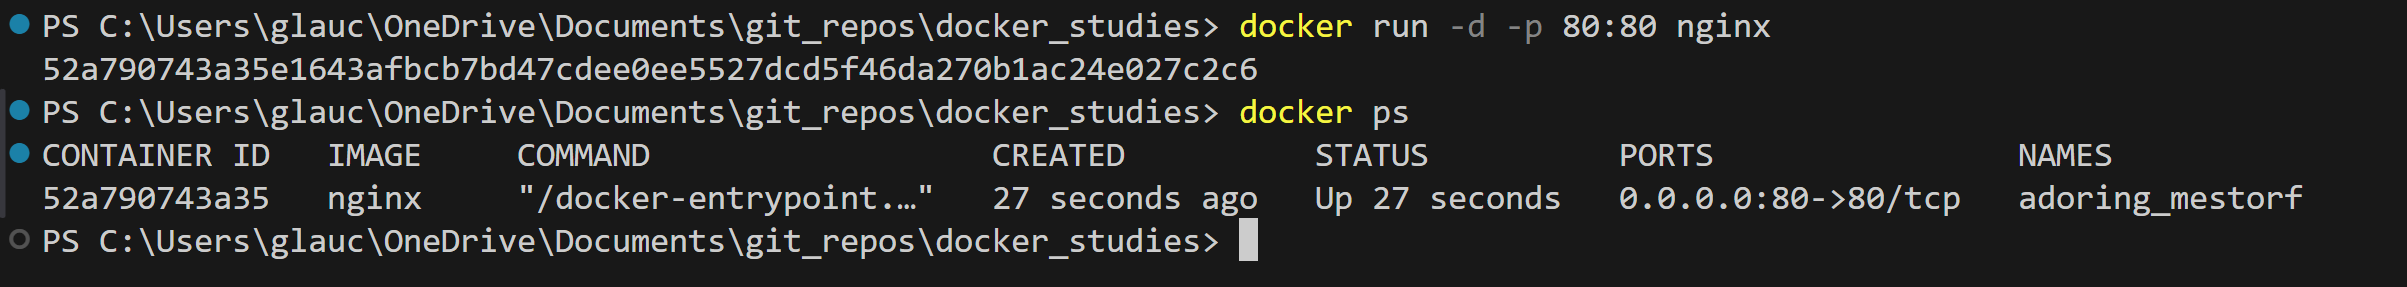 PS C:\Users\glauc\OneDrive\Documents\git_repos\docker_studies> docker run -d -p 80:80 nginx
52a790743a35e1643afbcb7bd47cdee0ee5527dcd5f46da270b1ac24e027c2c6
PS C:\Users\glauc\OneDrive\Documents\git_repos\docker_studies> docker ps
CONTAINER ID   IMAGE     COMMAND                  CREATED          STATUS          PORTS                NAMES
52a790743a35   nginx     "/docker-entrypoint.…"   27 seconds ago   Up 27 seconds   0.0.0.0:80->80/tcp   adoring_mestorf
PS C:\Users\glauc\OneDrive\Documents\git_repos\docker_studies>